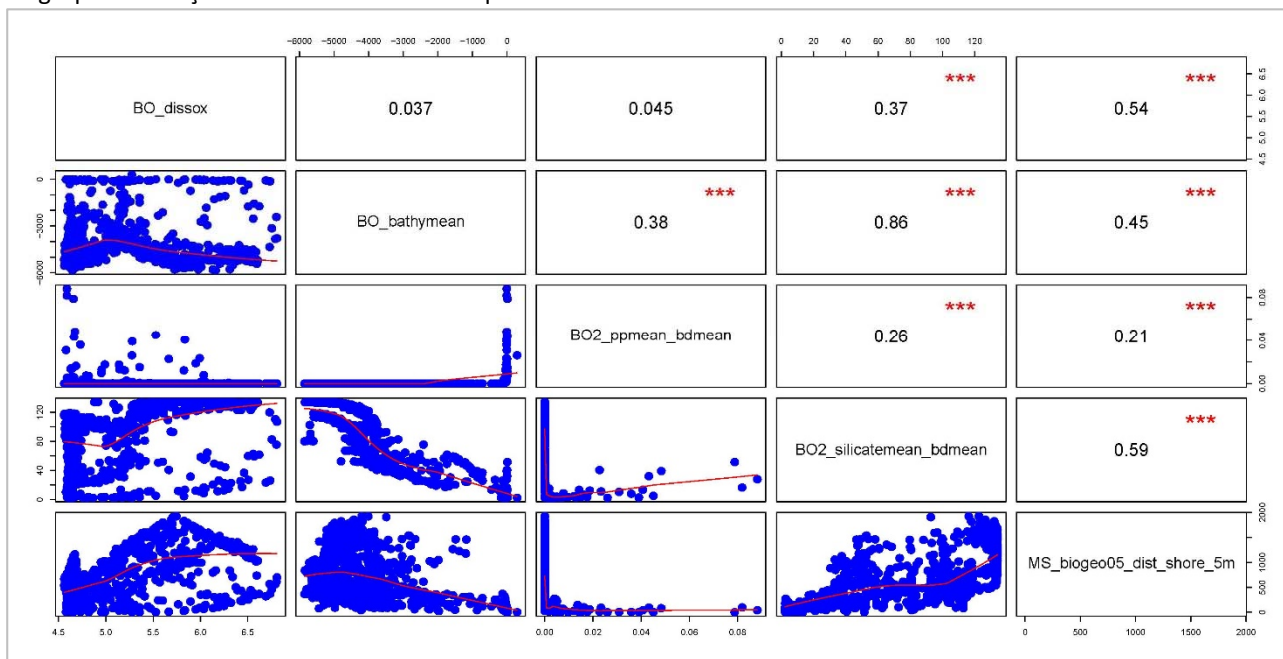 −6000 −5000 −4000 −3000 −2000 −1000 0
0 20 40 60 80 100 120
BO_dissox
0.037
0.045
0.37 ***
0.54 ***
4.5 5.0 5.5 6.0 6.5
−6000 −2000 0
BO_bathymean
0.38 ***
0.86 ***
0.45 ***
BO2_ppmean_bdmean
0.26 ***
0.21 ***
0.00 0.04 0.08
0 40 80 120
BO2_silicatemean_bdmean
0.59 ***
MS_biogeo05_dist_shore_5m
0 500 1000 2000
4.5 5.0 5.5 6.0 6.5
0.00 0.02 0.04 0.06 0.08
0 500 1000 1500 2000